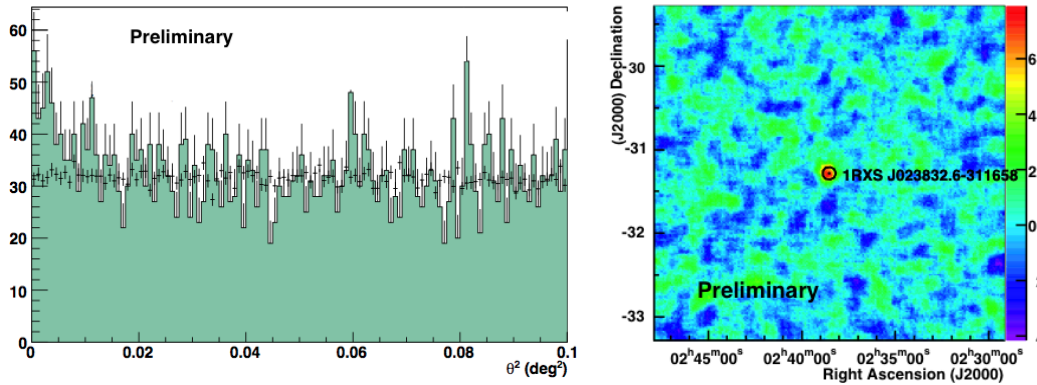 Preliminary
60
50
40
30
20
10
0
0
0.02
0.04
0.06
0.08
0.1
θ² (deg²)
(J2000) Declination
-30
-31
-32
-33
1RXS J023832.6-311658
Preliminary
02ʰ45ᵐ00ˢ
02ʰ40ᵐ00ˢ
02ʰ35ᵐ00ˢ
02ʰ30ᵐ00ˢ
Right Ascension (J2000)
6
4
2
0